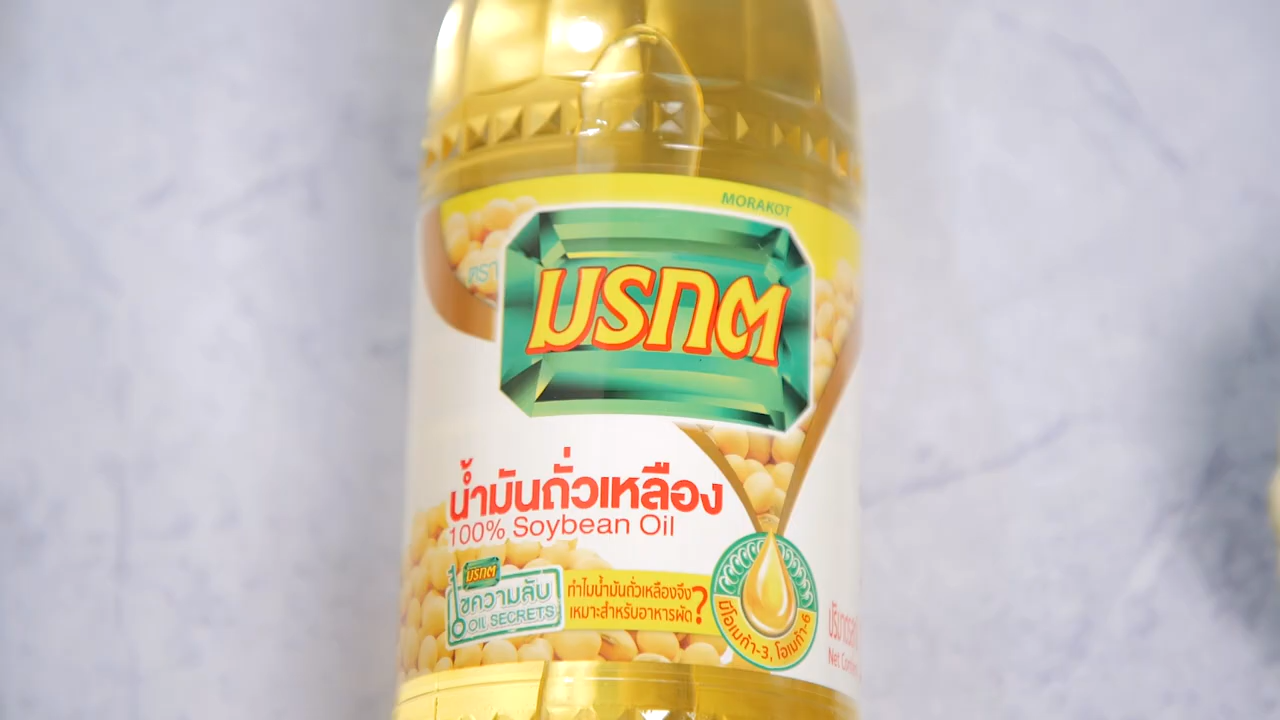 MORAKOT
ตรา
มรกต
น้ำมันถั่วเหลือง
100% Soybean Oil
มรกต
ไขความลับ
OIL SECRETS
ทำไมน้ำมันถั่วเหลืองจึง
เหมาะสำหรับอาหารผัด?
มีโอเมก้า-3, โอเมก้า-6
Net